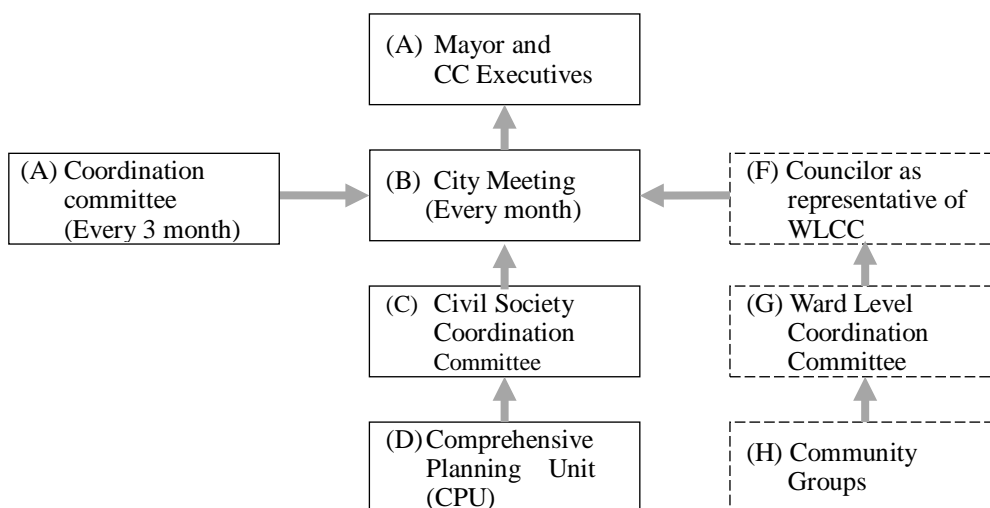 (A) Mayor and
CC Executives
(A) Coordination
committee
(Every 3 month)
(B) City Meeting
(Every month)
(F) Councilor as
representative of
WLCC
(C) Civil Society
Coordination
Committee
(G) Ward Level
Coordination
Committee
(D) Comprehensive
Planning Unit
(CPU)
(H) Community
Groups